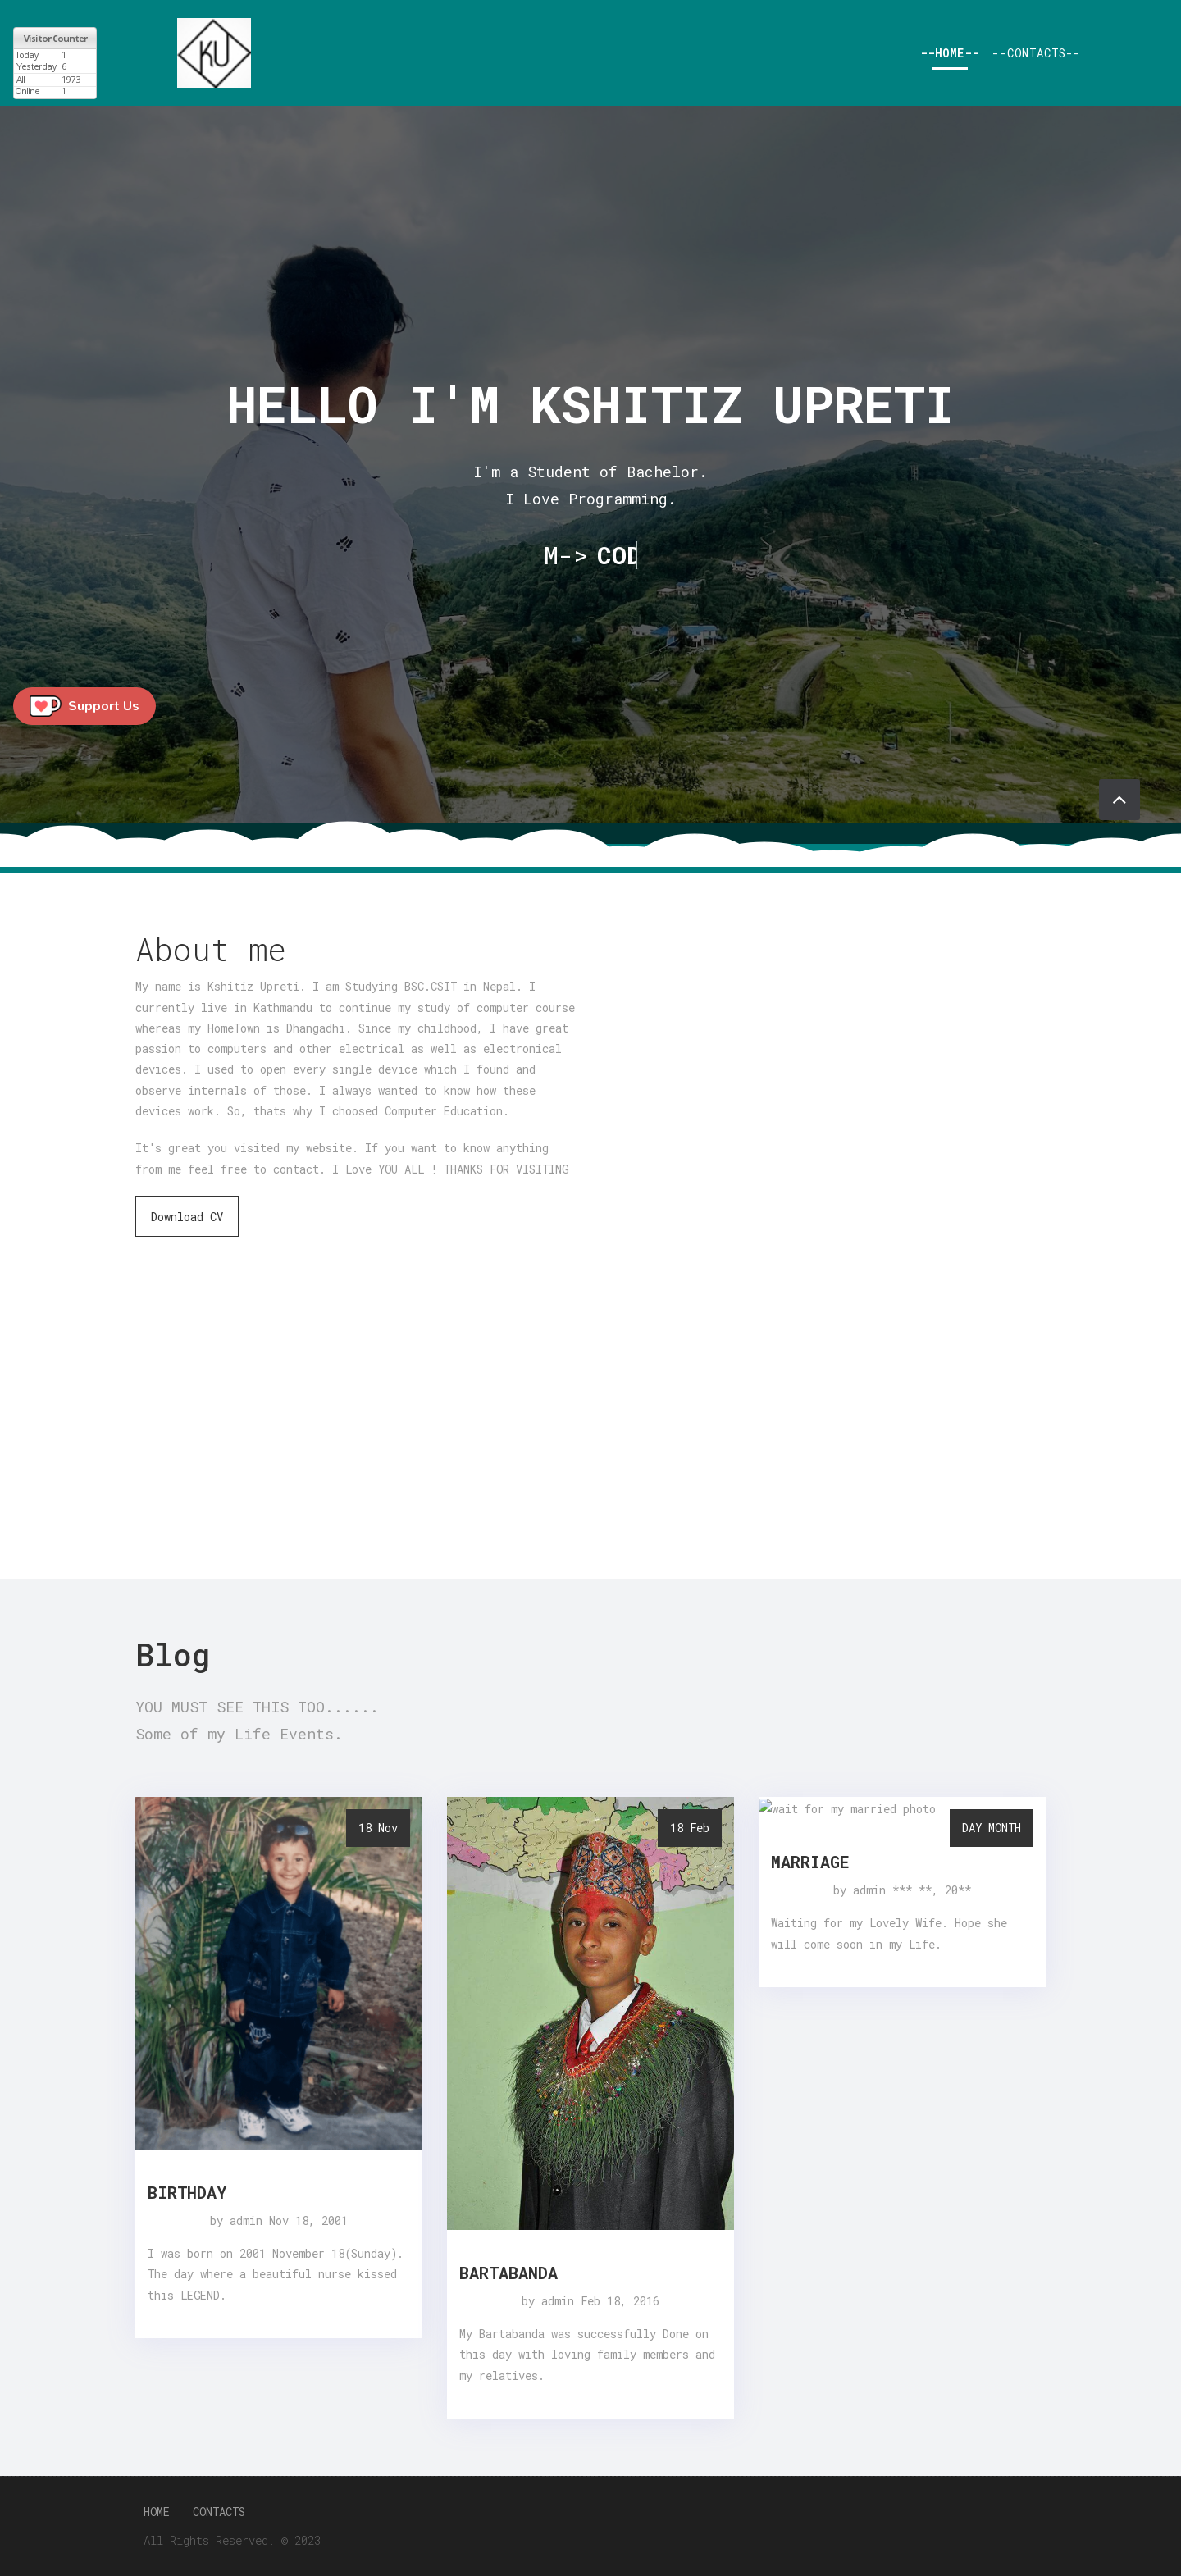 Visitor Counter
Today 1
Yesterday 6
All 1973
Online 1
KU
--HOME--
--CONTACTS--
HELLO I'M KSHITIZ UPRETI
I'm a Student of Bachelor.
I Love Programming.
M-> COD
Support Us
About me
My name is Kshitiz Upreti. I am Studying BSC.CSIT in Nepal. I
currently live in Kathmandu to continue my study of computer course
whereas my HomeTown is Dhangadhi. Since my childhood, I have great
passion to computers and other electrical as well as electronical
devices. I used to open every single device which I found and
observe internals of those. I always wanted to know how these
devices work. So, thats why I choosed Computer Education.
It's great you visited my website. If you want to know anything
from me feel free to contact. I Love YOU ALL ! THANKS FOR VISITING
Download CV
Blog
YOU MUST SEE THIS TOO......
Some of my Life Events.
18 Nov
BIRTHDAY
by admin Nov 18, 2001
I was born on 2001 November 18(Sunday).
The day where a beautiful nurse kissed
this LEGEND.
18 Feb
BARTABANDA
by admin Feb 18, 2016
My Bartabanda was successfully Done on
this day with loving family members and
my relatives.
wait for my married photo
DAY MONTH
MARRIAGE
by admin *** **, 20**
Waiting for my Lovely Wife. Hope she
will come soon in my Life.
HOME CONTACTS
All Rights Reserved. © 2023